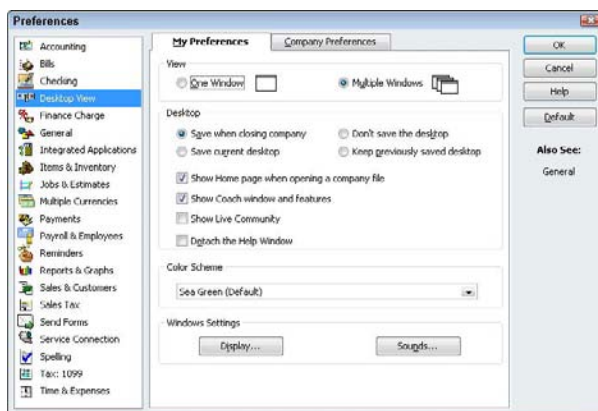 Preferences
Accounting
Bills
Checking
Desktop View
Finance Charge
General
Integrated Applications
Items & Inventory
Jobs & Estimates
Multiple Currencies
Payments
Payroll & Employees
Reminders
Reports & Graphs
Sales & Customers
Sales Tax
Send Forms
Service Connection
Spelling
Tax: 1099
Time & Expenses
My Preferences
Company Preferences
View
One Window
Multiple Windows
Desktop
Save when closing company
Don't save the desktop
Save current desktop
Keep previously saved desktop
Show Home page when opening a company file
Show Coach window and features
Show Live Community
Detach the Help Window
Color Scheme
Sea Green (Default)
Windows Settings
Display...
Sounds...
OK
Cancel
Help
Default
Also See:
General